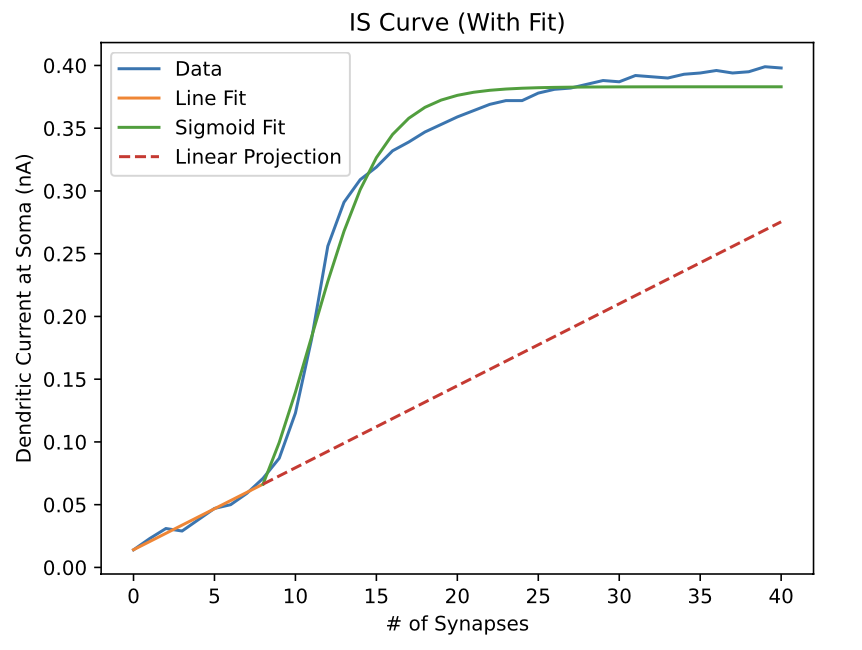 IS Curve (With Fit)
Data
Line Fit
Sigmoid Fit
Linear Projection
Dendritic Current at Soma (nA)
0.40
0.35
0.30
0.25
0.20
0.15
0.10
0.05
0.00
0 5 10 15 20 25 30 35 40
# of Synapses